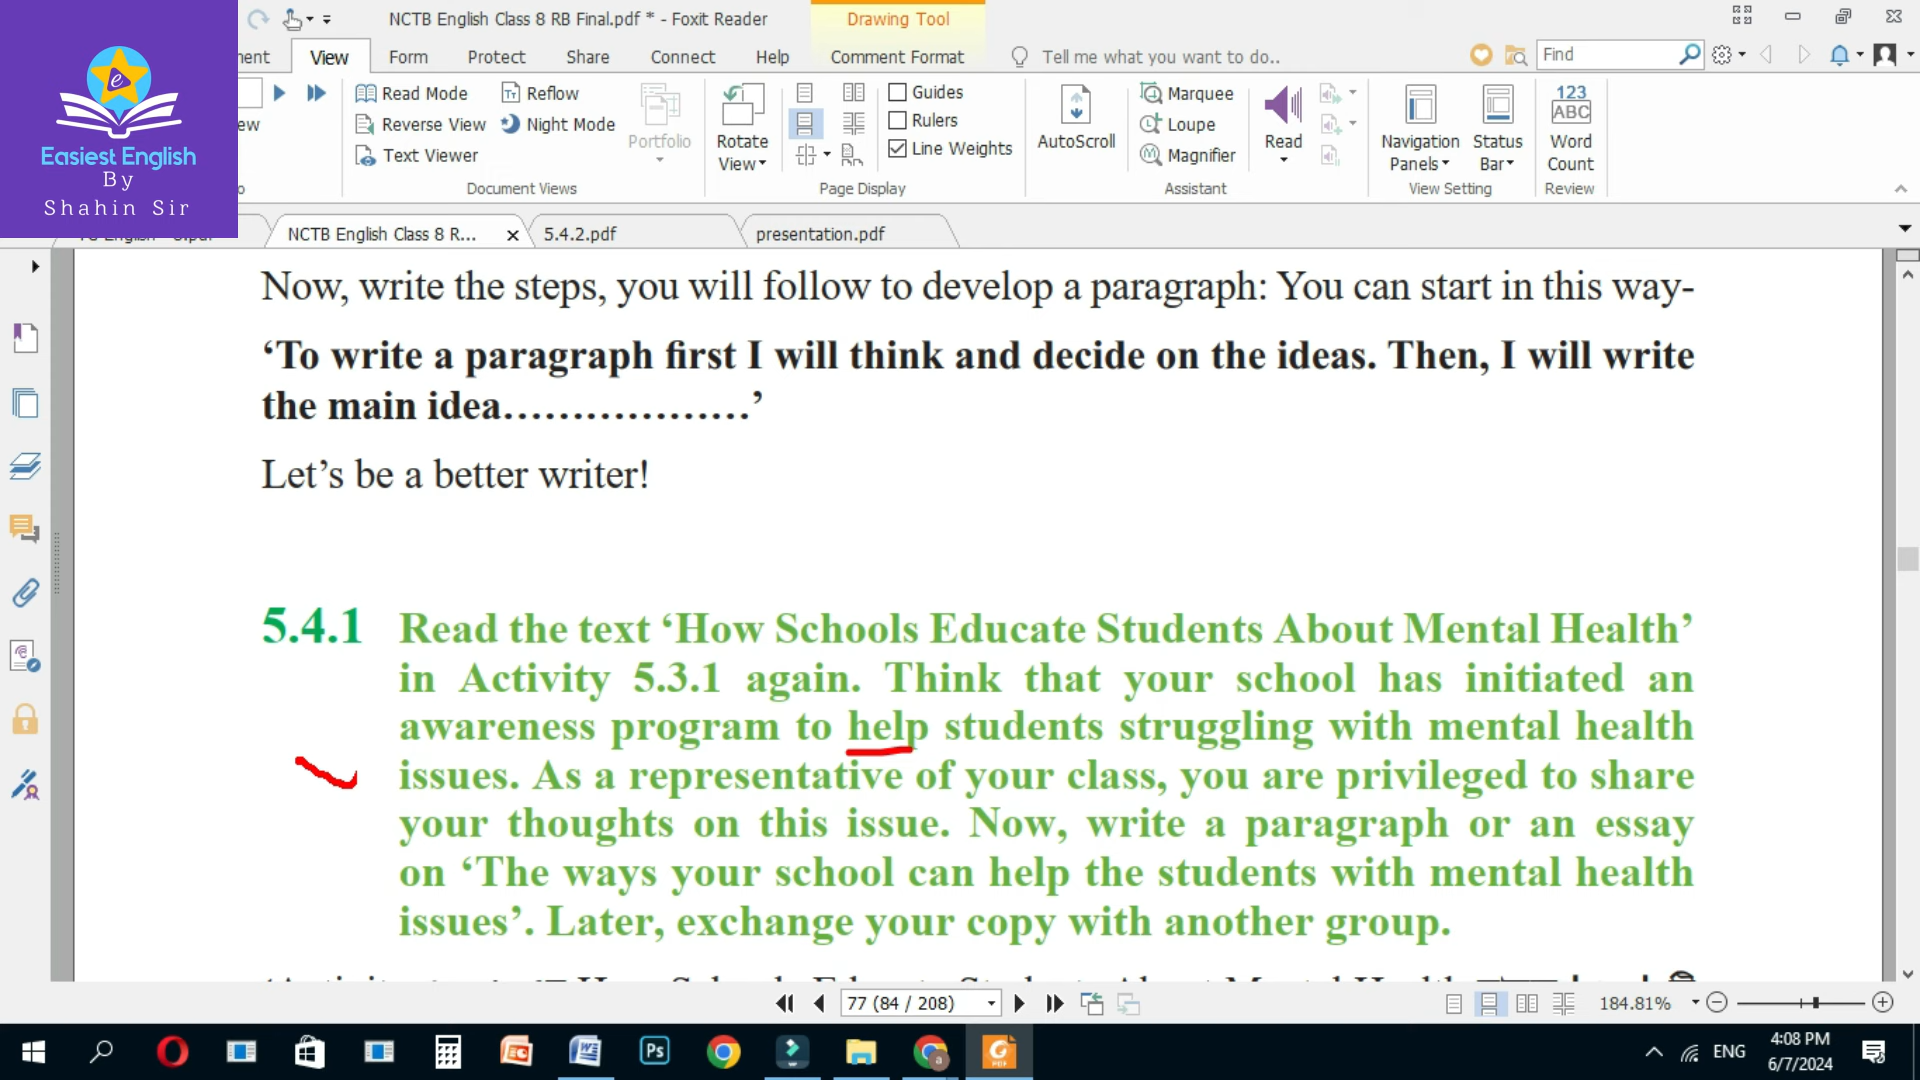 NCTB English Class 8 RB Final.pdf * - Foxit Reader
Drawing Tool
View Form Protect Share Connect Help Comment Format Tell me what you want to do.. Find
Read Mode
Reverse View
Text Viewer
Reflow
Night Mode
Document Views
Portfolio
Rotate
View
Page Display
Guides
Rulers
Line Weights
AutoScroll
Marquee
Loupe
Magnifier
Assistant
Read
Navigation
Panels
Status
Bar
View Setting
123
ABC
Word
Count
Review
e
Easiest English
By
Shahin Sir
NCTB English Class 8 R...
5.4.2.pdf
presentation.pdf
Now, write the steps, you will follow to develop a paragraph: You can start in this way-
‘To write a paragraph first I will think and decide on the ideas. Then, I will write
the main idea………………’
Let’s be a better writer!
5.4.1 Read the text ‘How Schools Educate Students About Mental Health’
in Activity 5.3.1 again. Think that your school has initiated an
awareness program to help students struggling with mental health
issues. As a representative of your class, you are privileged to share
your thoughts on this issue. Now, write a paragraph or an essay
on ‘The ways your school can help the students with mental health
issues’. Later, exchange your copy with another group.
77 (84 / 208)
184.81%
Ps
ENG
4:08 PM
6/7/2024